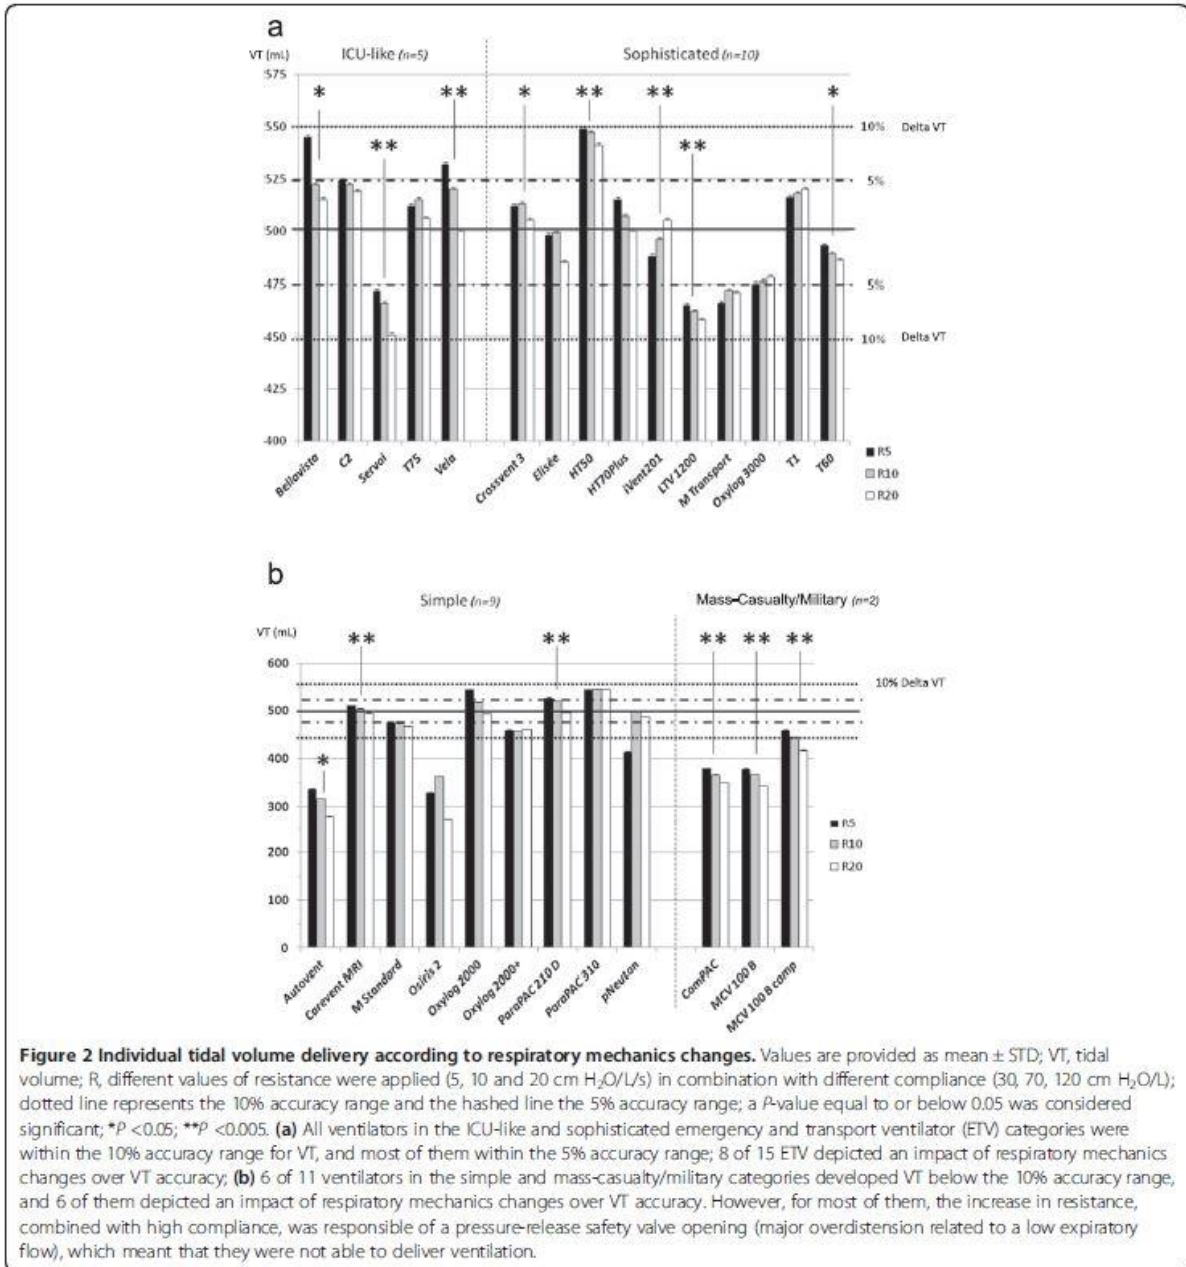 a
ICU-like (n=5) Sophisticated (n=10)
VT (mL)
575
550
525
500
475
450
425
400
* ** ** * ** ** ** *
10% Delta VT
5%
5%
10% Delta VT
Bellavista C2 Servoi T75 Vela Crossvent 3 Elisée HT50 HT70Plus iVent201 LTV 1200 M Transport Oxylog 3000 T1 T60
R5
R10
R20
b
Simple (n=9) Mass-Casualty/Military (n=2)
VT (mL)
600
500
400
300
200
100
0
* ** ** ** ** **
10% Delta VT
Autovent Carevent MRI M Standard Osiris 2 Oxylog 2000 Oxylog 2000+ ParaPAC 210 D ParaPAC 310 pNeuton ComPAC MCV 100 B MCV 100 B camp
R5
R10
R20
Figure 2 Individual tidal volume delivery according to respiratory mechanics changes. Values are provided as mean ± STD; VT, tidal
volume; R, different values of resistance were applied (5, 10 and 20 cm H₂O/L/s) in combination with different compliance (30, 70, 120 cm H₂O/L);
dotted line represents the 10% accuracy range and the hashed line the 5% accuracy range; a P-value equal to or below 0.05 was considered
significant; *P <0.05; **P <0.005. (a) All ventilators in the ICU-like and sophisticated emergency and transport ventilator (ETV) categories were
within the 10% accuracy range for VT, and most of them within the 5% accuracy range; 8 of 15 ETV depicted an impact of respiratory mechanics
changes over VT accuracy; (b) 6 of 11 ventilators in the simple and mass-casualty/military categories developed VT below the 10% accuracy range,
and 6 of them depicted an impact of respiratory mechanics changes over VT accuracy. However, for most of them, the increase in resistance,
combined with high compliance, was responsible of a pressure-release safety valve opening (major overdistension related to a low expiratory
flow), which meant that they were not able to deliver ventilation.